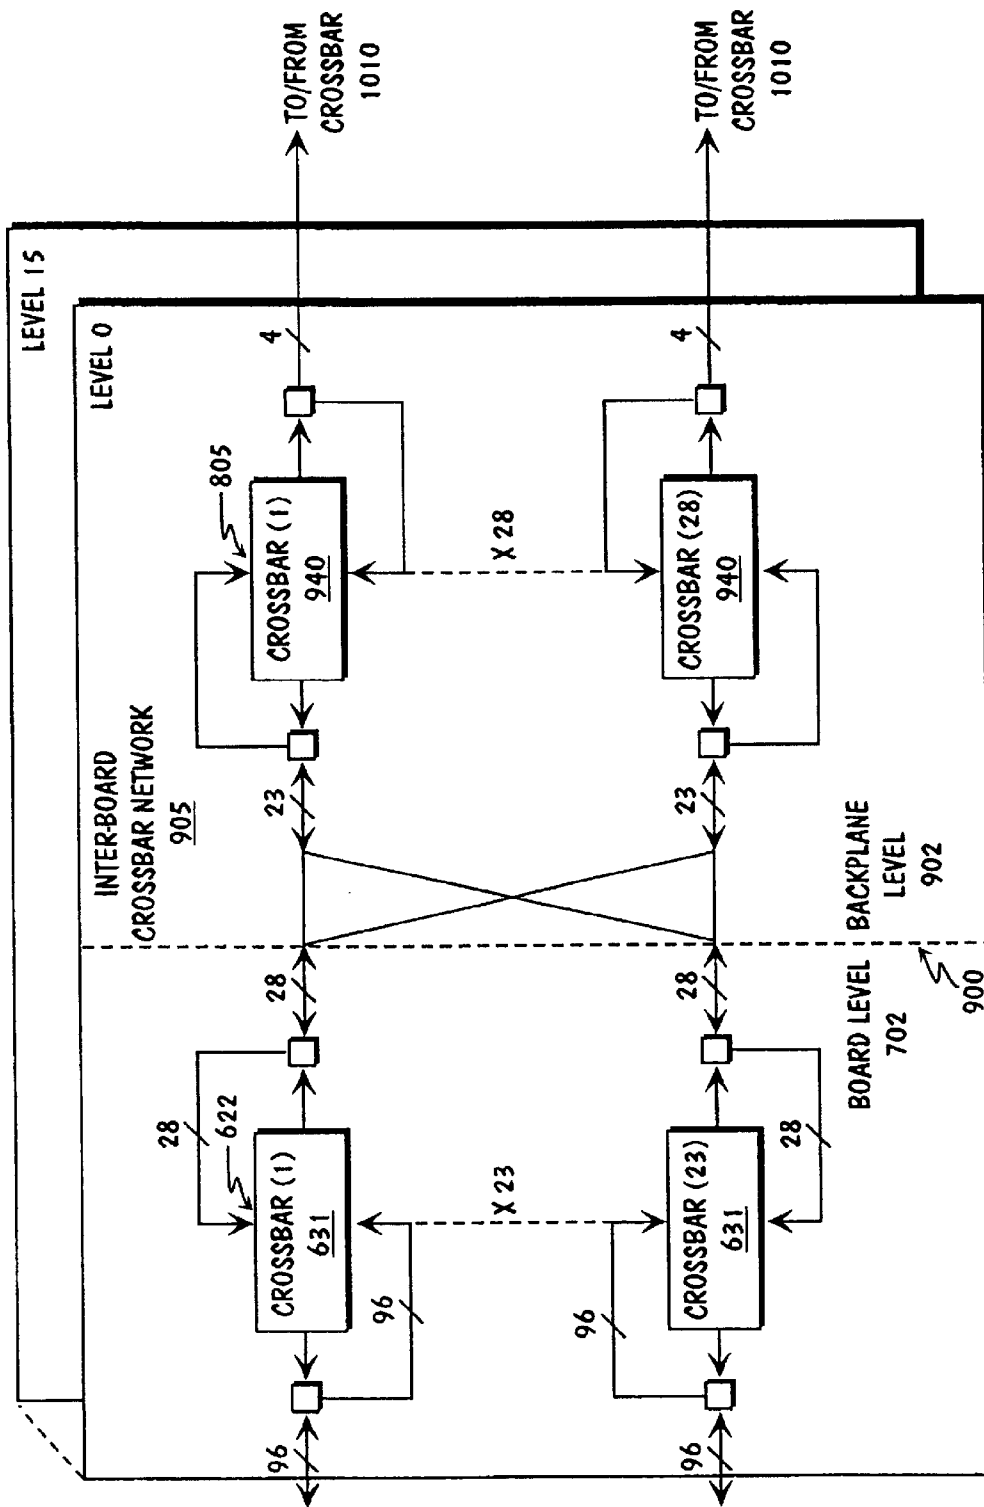 LEVEL 15
LEVEL 0
INTER-BOARD
CROSSBAR NETWORK
905
622
28
96
CROSSBAR (1)
631
96
28
23
805
CROSSBAR (1)
940
4
TO/FROM
CROSSBAR
1010
X 23
X 28
96
96
CROSSBAR (23)
631
28
28
23
CROSSBAR (28)
940
4
TO/FROM
CROSSBAR
1010
BOARD LEVEL
702
BACKPLANE
LEVEL
902
900